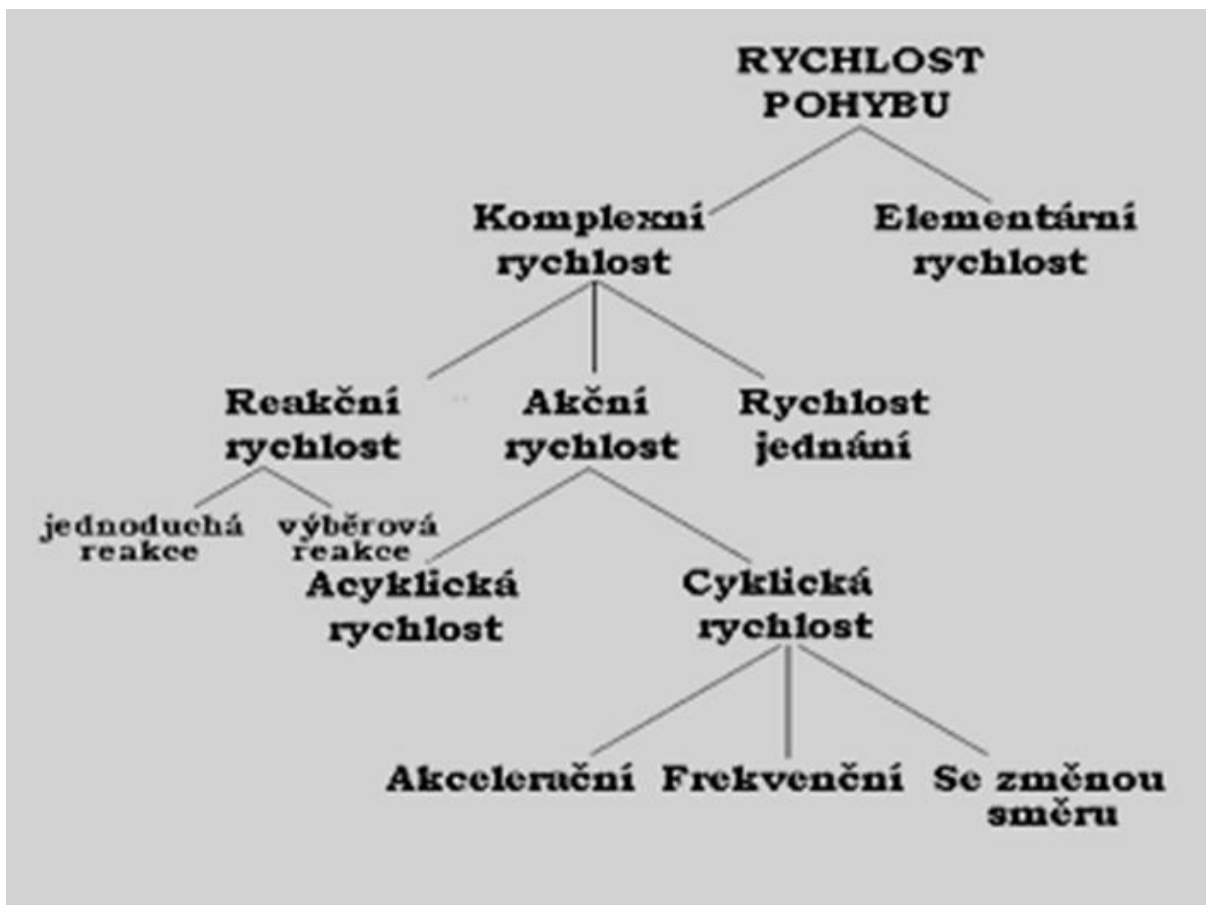 RYCHLOST
POHYBU
Komplexní
rychlost
Elementární
rychlost
Reakční
rychlost
Akční
rychlost
Rychlost
jednání
jednoduchá
reakce
výběrová
reakce
Acyklická
rychlost
Cyklická
rychlost
Akcelerační
Frekvenční
Se změnou
směru